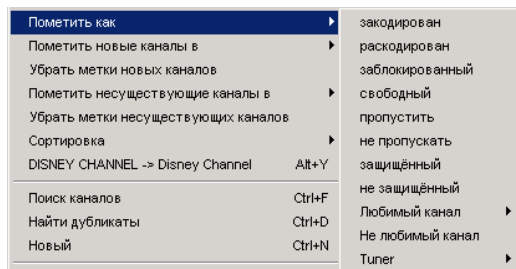 Пометить как
Пометить новые каналы в
Убрать метки новых каналов
Пометить несуществующие каналы в
Убрать метки несуществующих каналов
Сортировка
DISNEY CHANNEL -> Disney Channel Alt+Y
Поиск каналов Ctrl+F
Найти дубликаты Ctrl+D
Новый Ctrl+N
закодирован
раскодирован
заблокированный
свободный
пропустить
не пропускать
защищённый
не защищённый
Любимый канал
Не любимый канал
Tuner